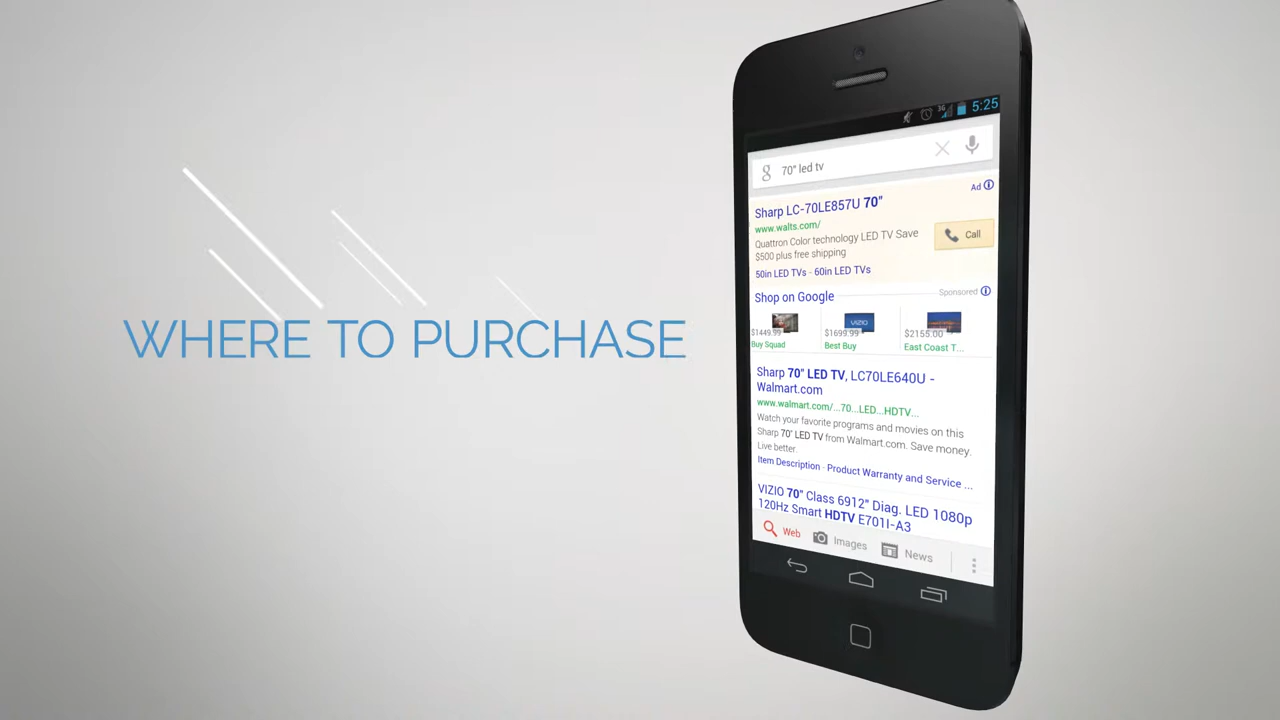 WHERE TO PURCHASE
3G 5:25
g 70" led tv
Ad
Sharp LC-70LE857U 70"
www.walts.com/
Quattron Color technology LED TV Save
$500 plus free shipping
Call
50in LED TVs - 60in LED TVs
Shop on Google
Sponsored
VIZIO
$1449.99 $1699.99 $2155.00
Buy Squad Best Buy East Coast T...
Sharp 70" LED TV, LC70LE640U -
Walmart.com
www.walmart.com/...70...LED...HDTV...
Watch your favorite programs and movies on this
Sharp 70" LED TV from Walmart.com. Save money.
Live better.
Item Description - Product Warranty and Service ...
VIZIO 70" Class 6912" Diag. LED 1080p
120Hz Smart HDTV E701I-A3
Web Images News